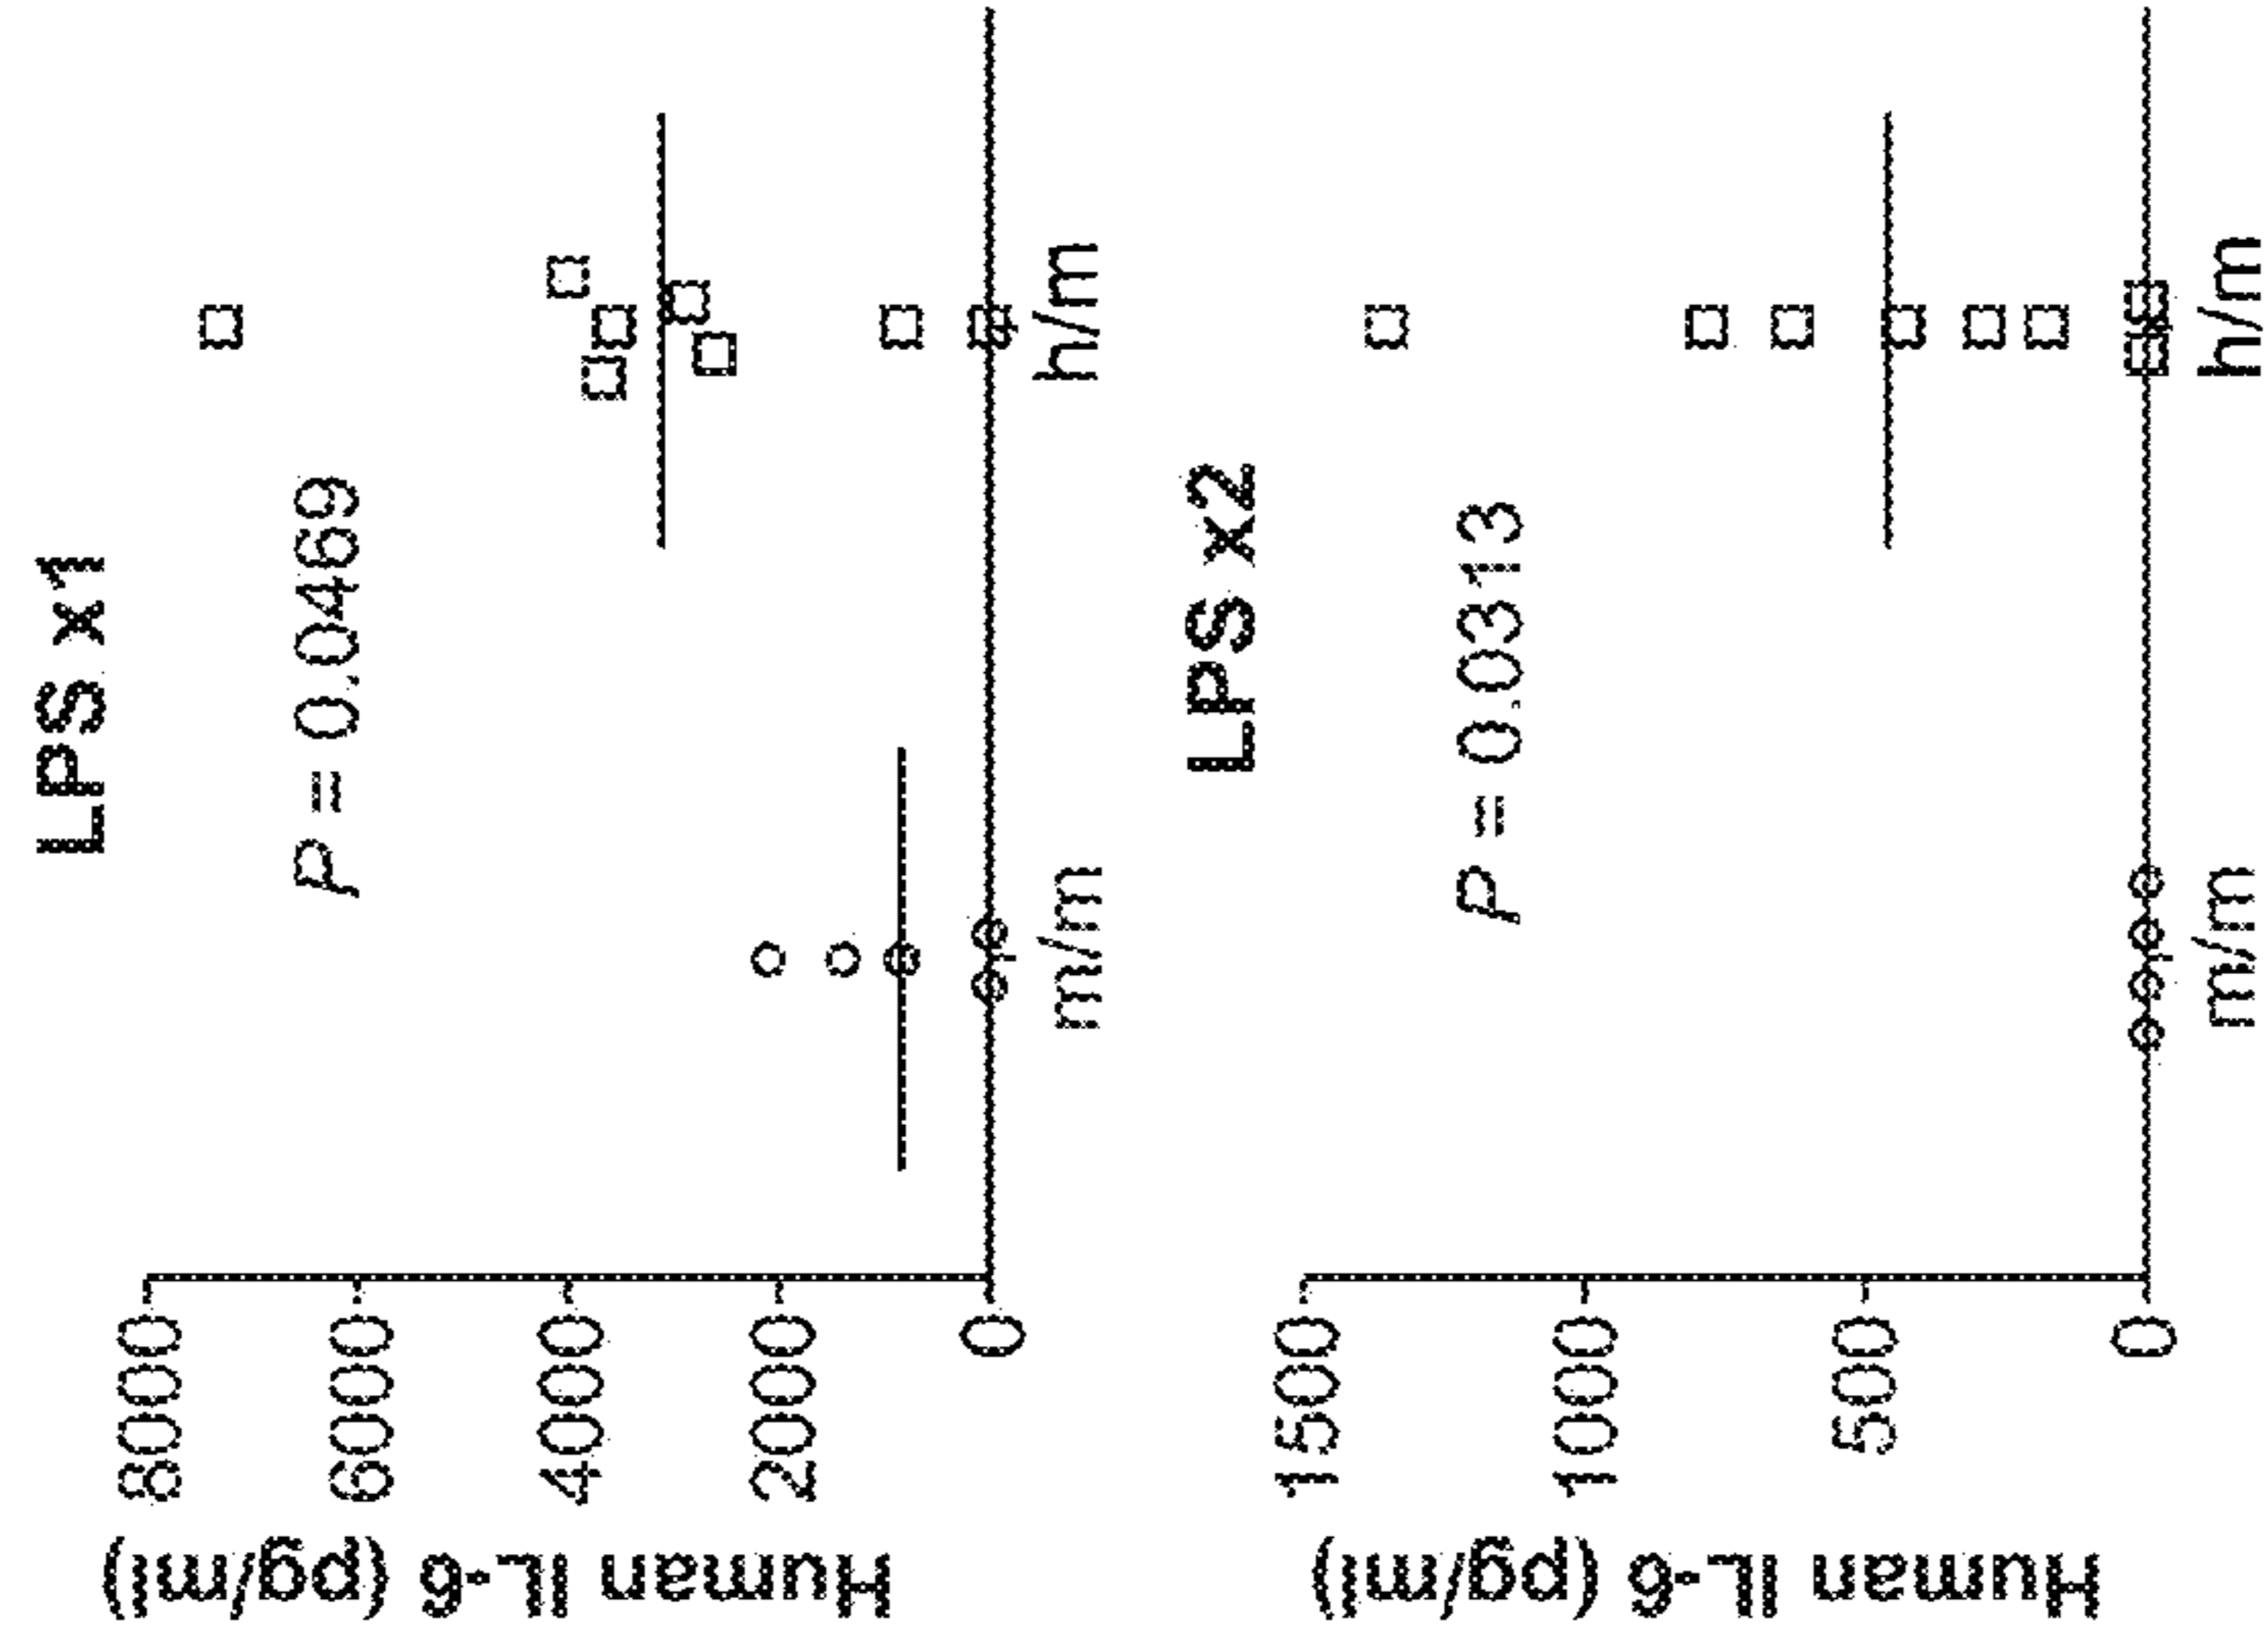 LPS x1
P = 0.0469
Human IL-6 (pg/ml)
8000
6000
4000
2000
0
m/m
h/m
LPS x2
P = 0.0313
Human IL-6 (pg/ml)
1500
1000
500
0
m/m
h/m